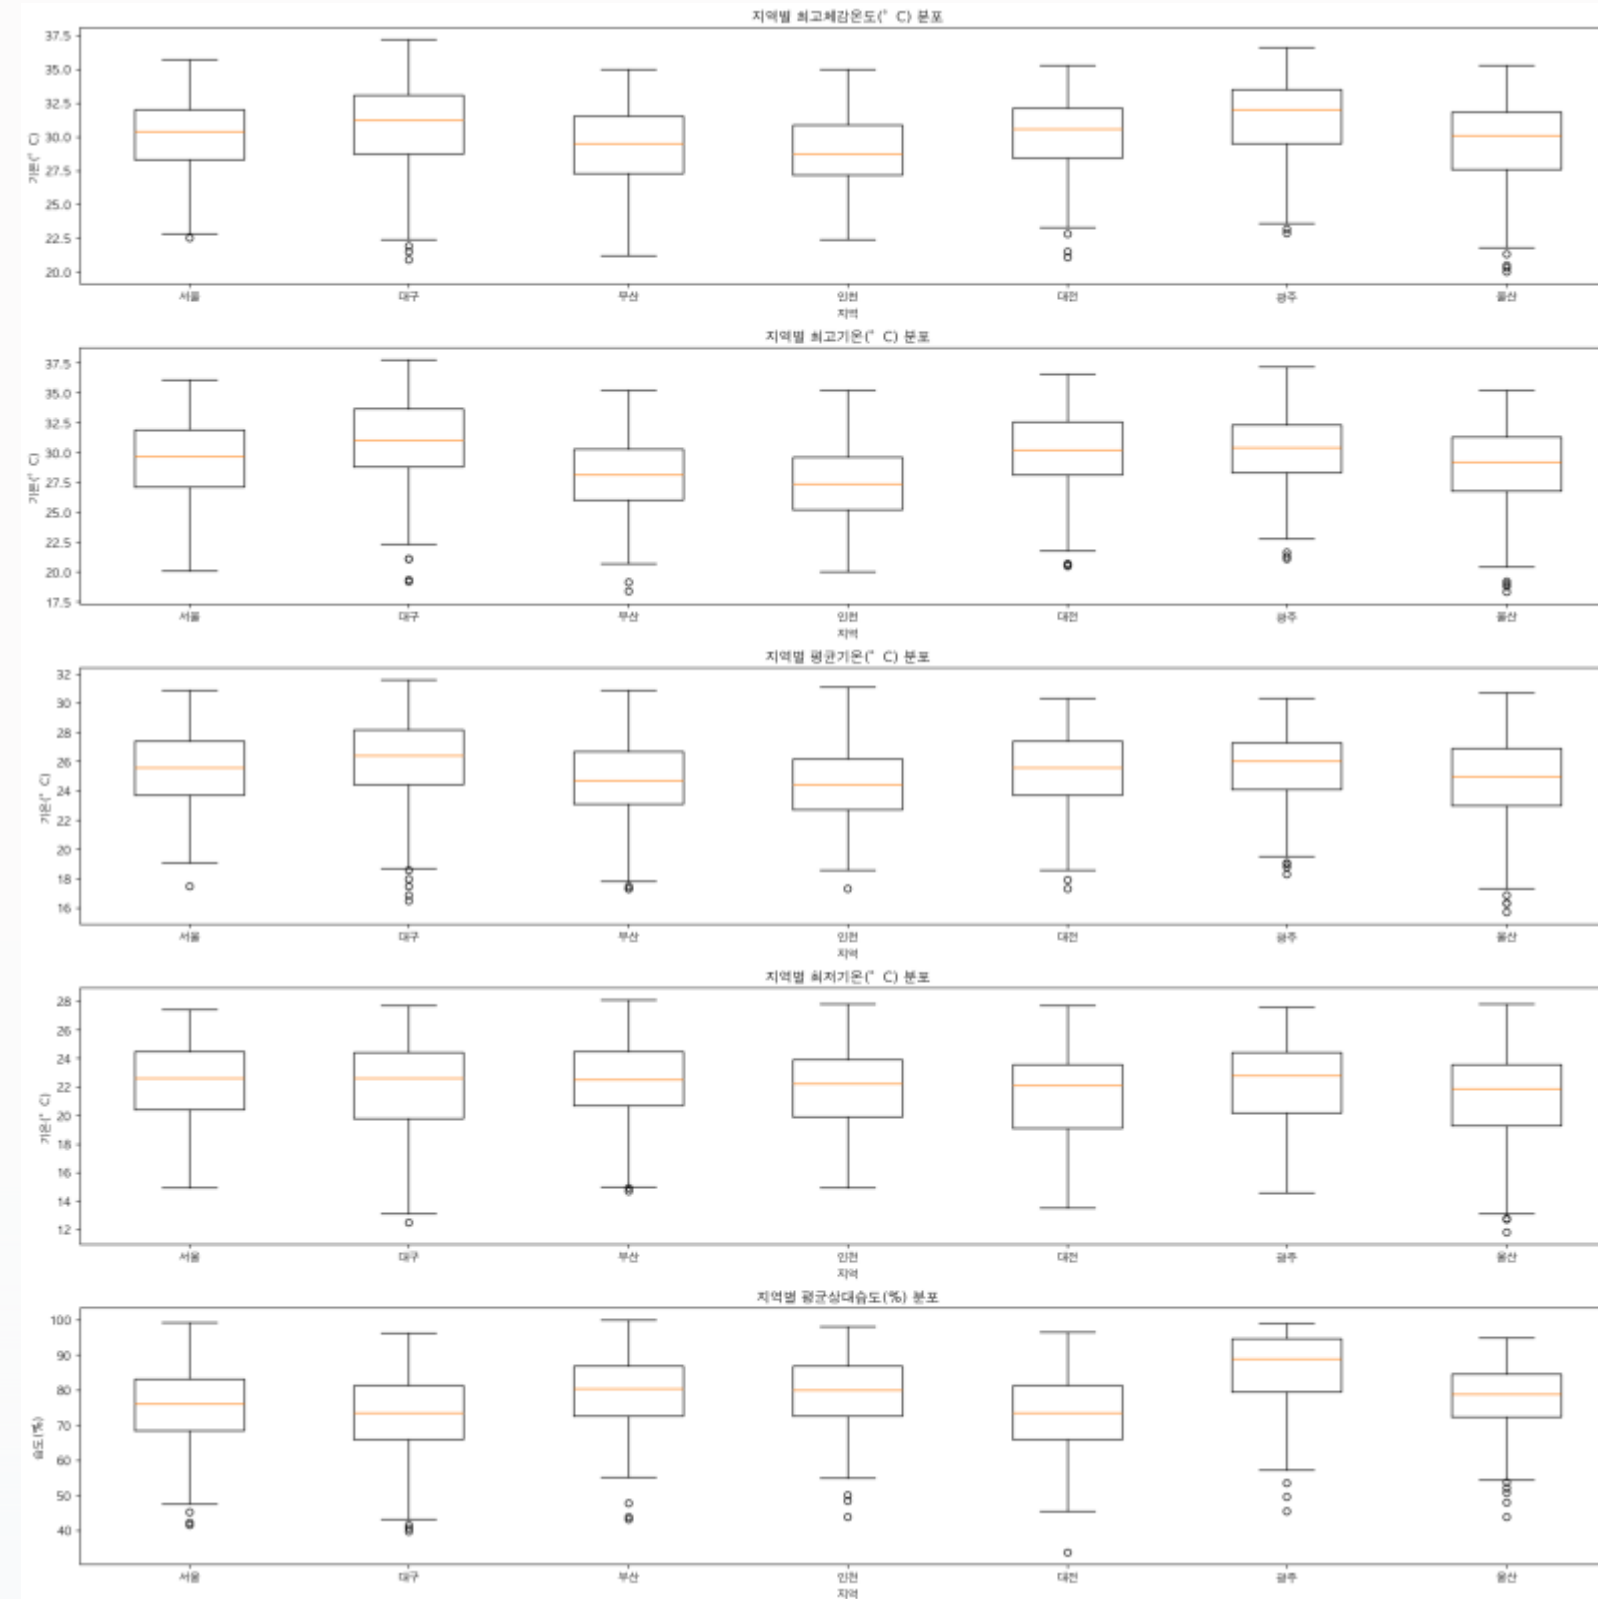 지역별 최고체감온도(° C) 분포
37.5
35.0
32.5
30.0
27.5
25.0
22.5
20.0
기온(° C)
서울 대구 부산 인천 대전 광주 울산
지역
지역별 최고기온(° C) 분포
37.5
35.0
32.5
30.0
27.5
25.0
22.5
20.0
17.5
기온(° C)
서울 대구 부산 인천 대전 광주 울산
지역
지역별 평균기온(° C) 분포
32
30
28
26
24
22
20
18
16
기온(° C)
서울 대구 부산 인천 대전 광주 울산
지역
지역별 최저기온(° C) 분포
28
26
24
22
20
18
16
14
12
기온(° C)
서울 대구 부산 인천 대전 광주 울산
지역
지역별 평균상대습도(%) 분포
100
90
80
70
60
50
40
습도(%)
서울 대구 부산 인천 대전 광주 울산
지역